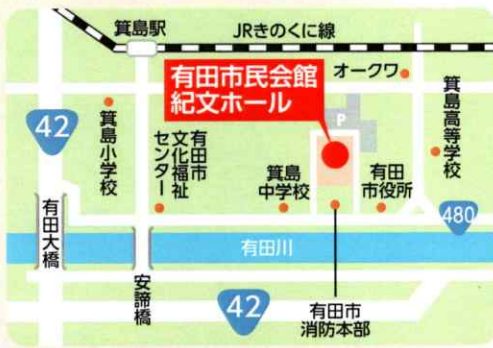 箕島駅
JRきのくに線
オークワ
有田市民会館
紀文ホール
P
42
箕島小学校
有田市
文化福祉
センター
箕島
中学校
有田
市役所
箕島高等学校
480
有田大橋
有田川
安諦橋
42
有田市
消防本部